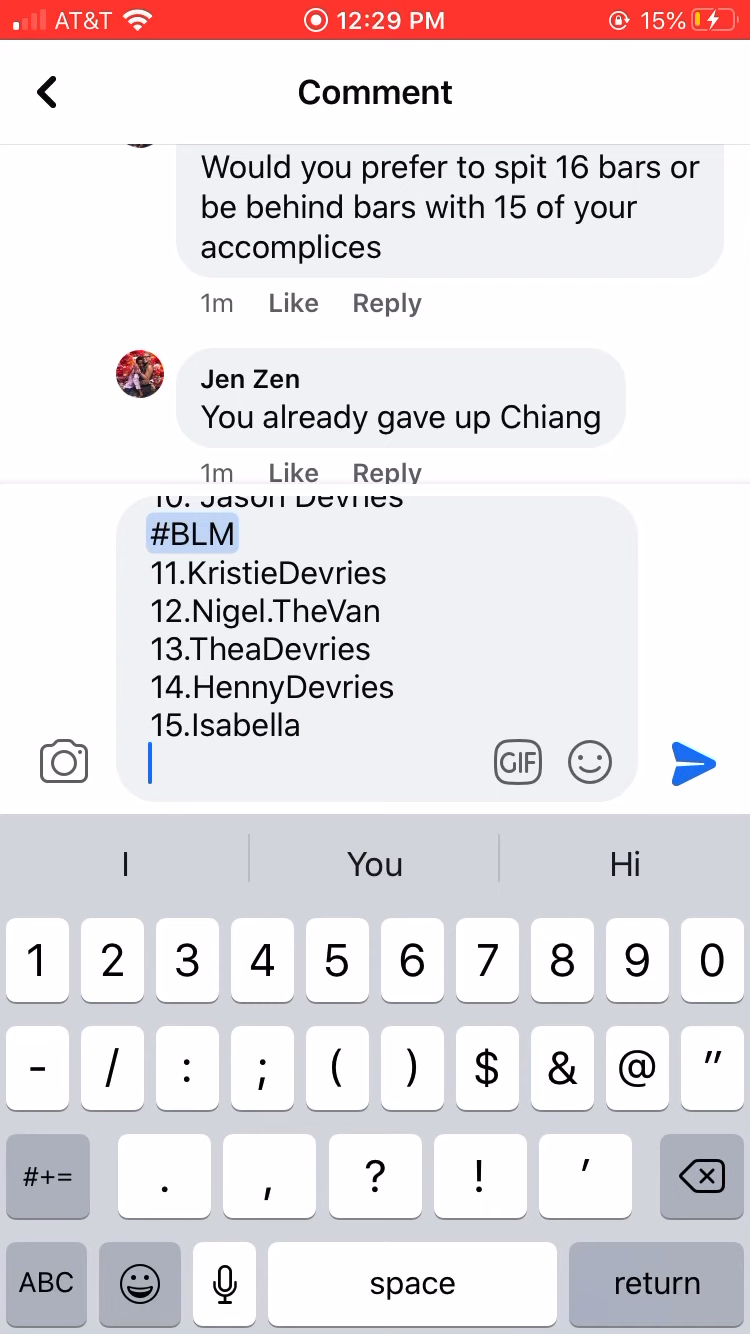 AT&T 12:29 PM 15%
Comment
Would you prefer to spit 16 bars or
be behind bars with 15 of your
accomplices
1m Like Reply
Jen Zen
You already gave up Chiang
1m Like Reply
10. Jason Devries
#BLM
11.KristieDevries
12.Nigel.TheVan
13.TheaDevries
14.HennyDevries
15.Isabella
GIF
I You Hi
1 2 3 4 5 6 7 8 9 0
- / : ; ( ) $ & @ "
#+= . , ? ! '
ABC space return